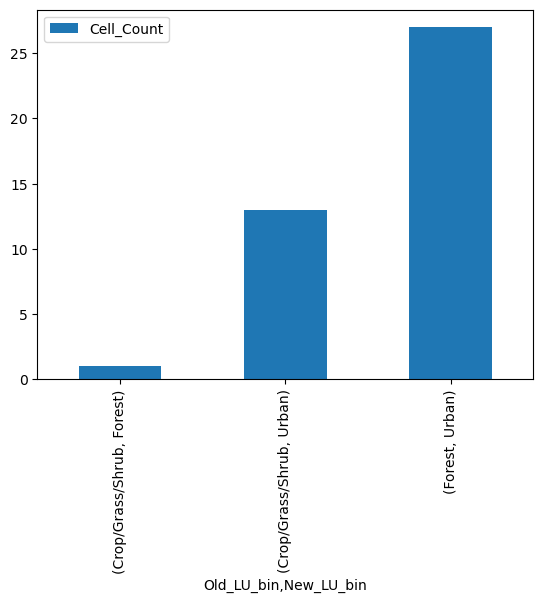 Cell_Count
25
20
15
10
5
0
(Crop/Grass/Shrub, Forest)
(Crop/Grass/Shrub, Urban)
(Forest, Urban)
Old_LU_bin,New_LU_bin